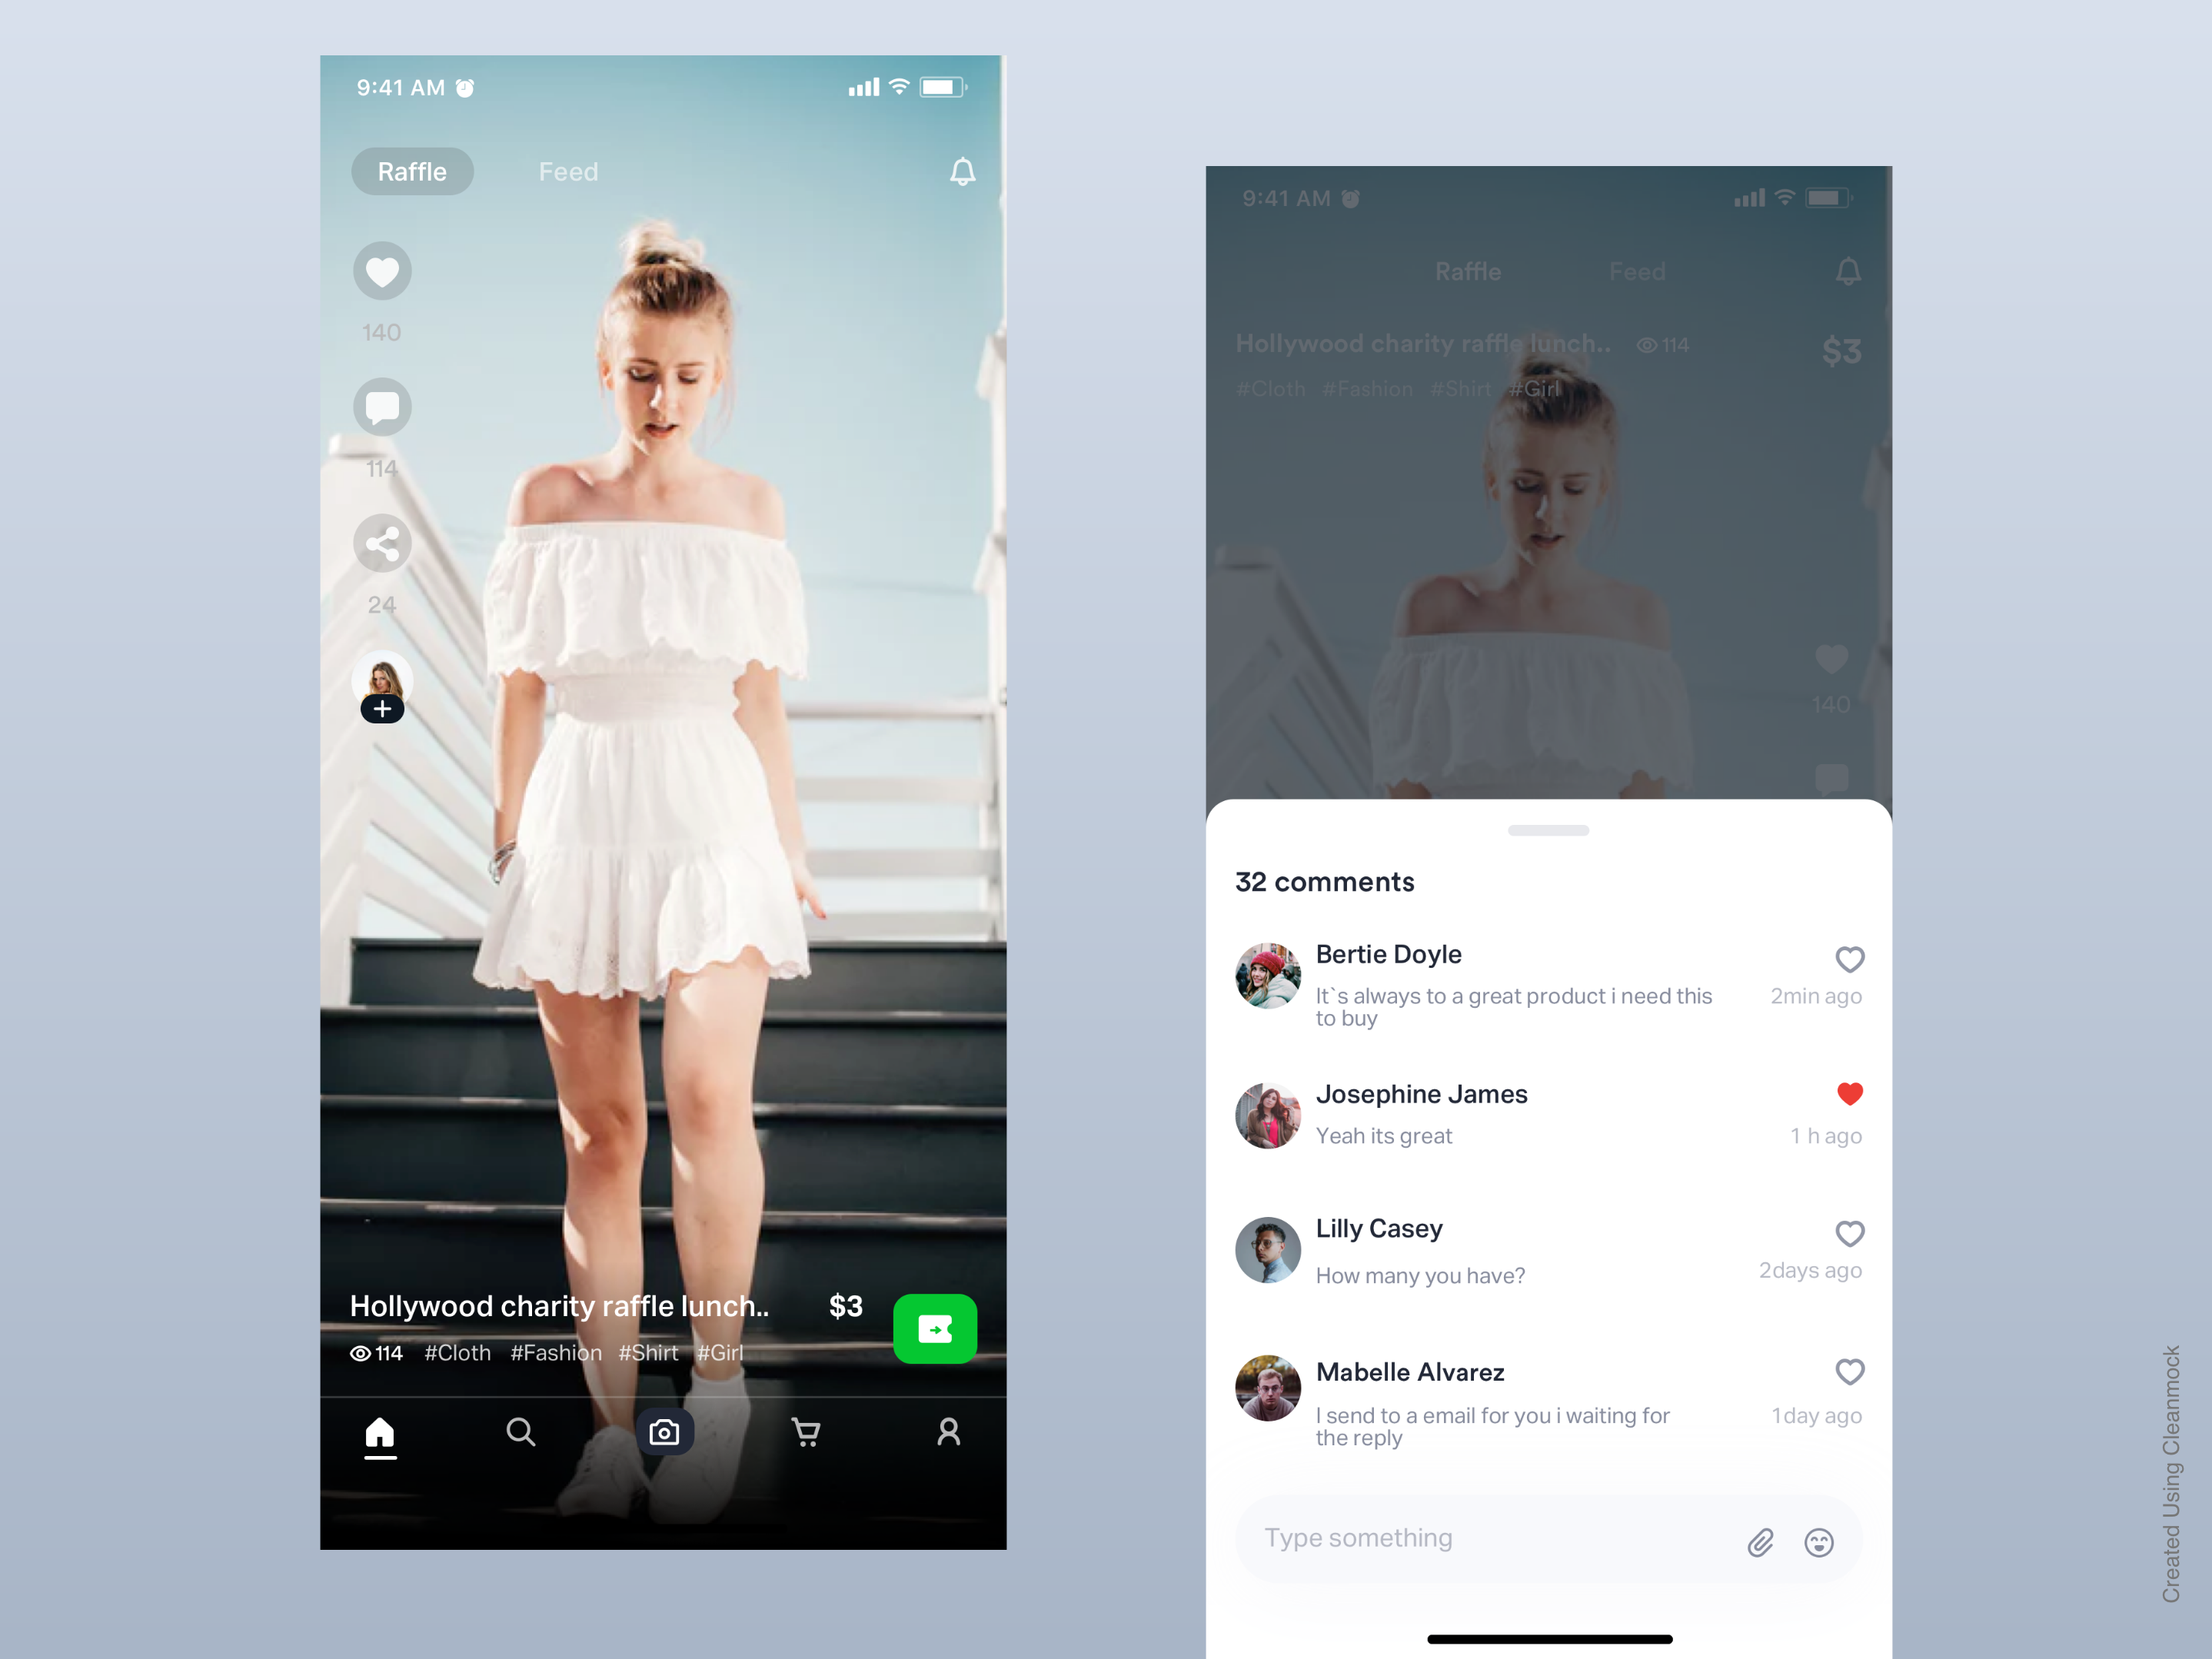 9:41 AM
Raffle Feed
140
114
24
Hollywood charity raffle lunch.. $3
114 #Cloth #Fashion #Shirt #Girl
9:41 AM
Raffle Feed
Hollywood charity raffle lunch.. 114 $3
#Cloth #Fashion #Shirt #Girl
140
32 comments
Bertie Doyle
It`s always to a great product i need this 2min ago
to buy
Josephine James
Yeah its great 1 h ago
Lilly Casey
How many you have? 2days ago
Mabelle Alvarez
I send to a email for you i waiting for 1day ago
the reply
Type something
Created Using Cleanmock